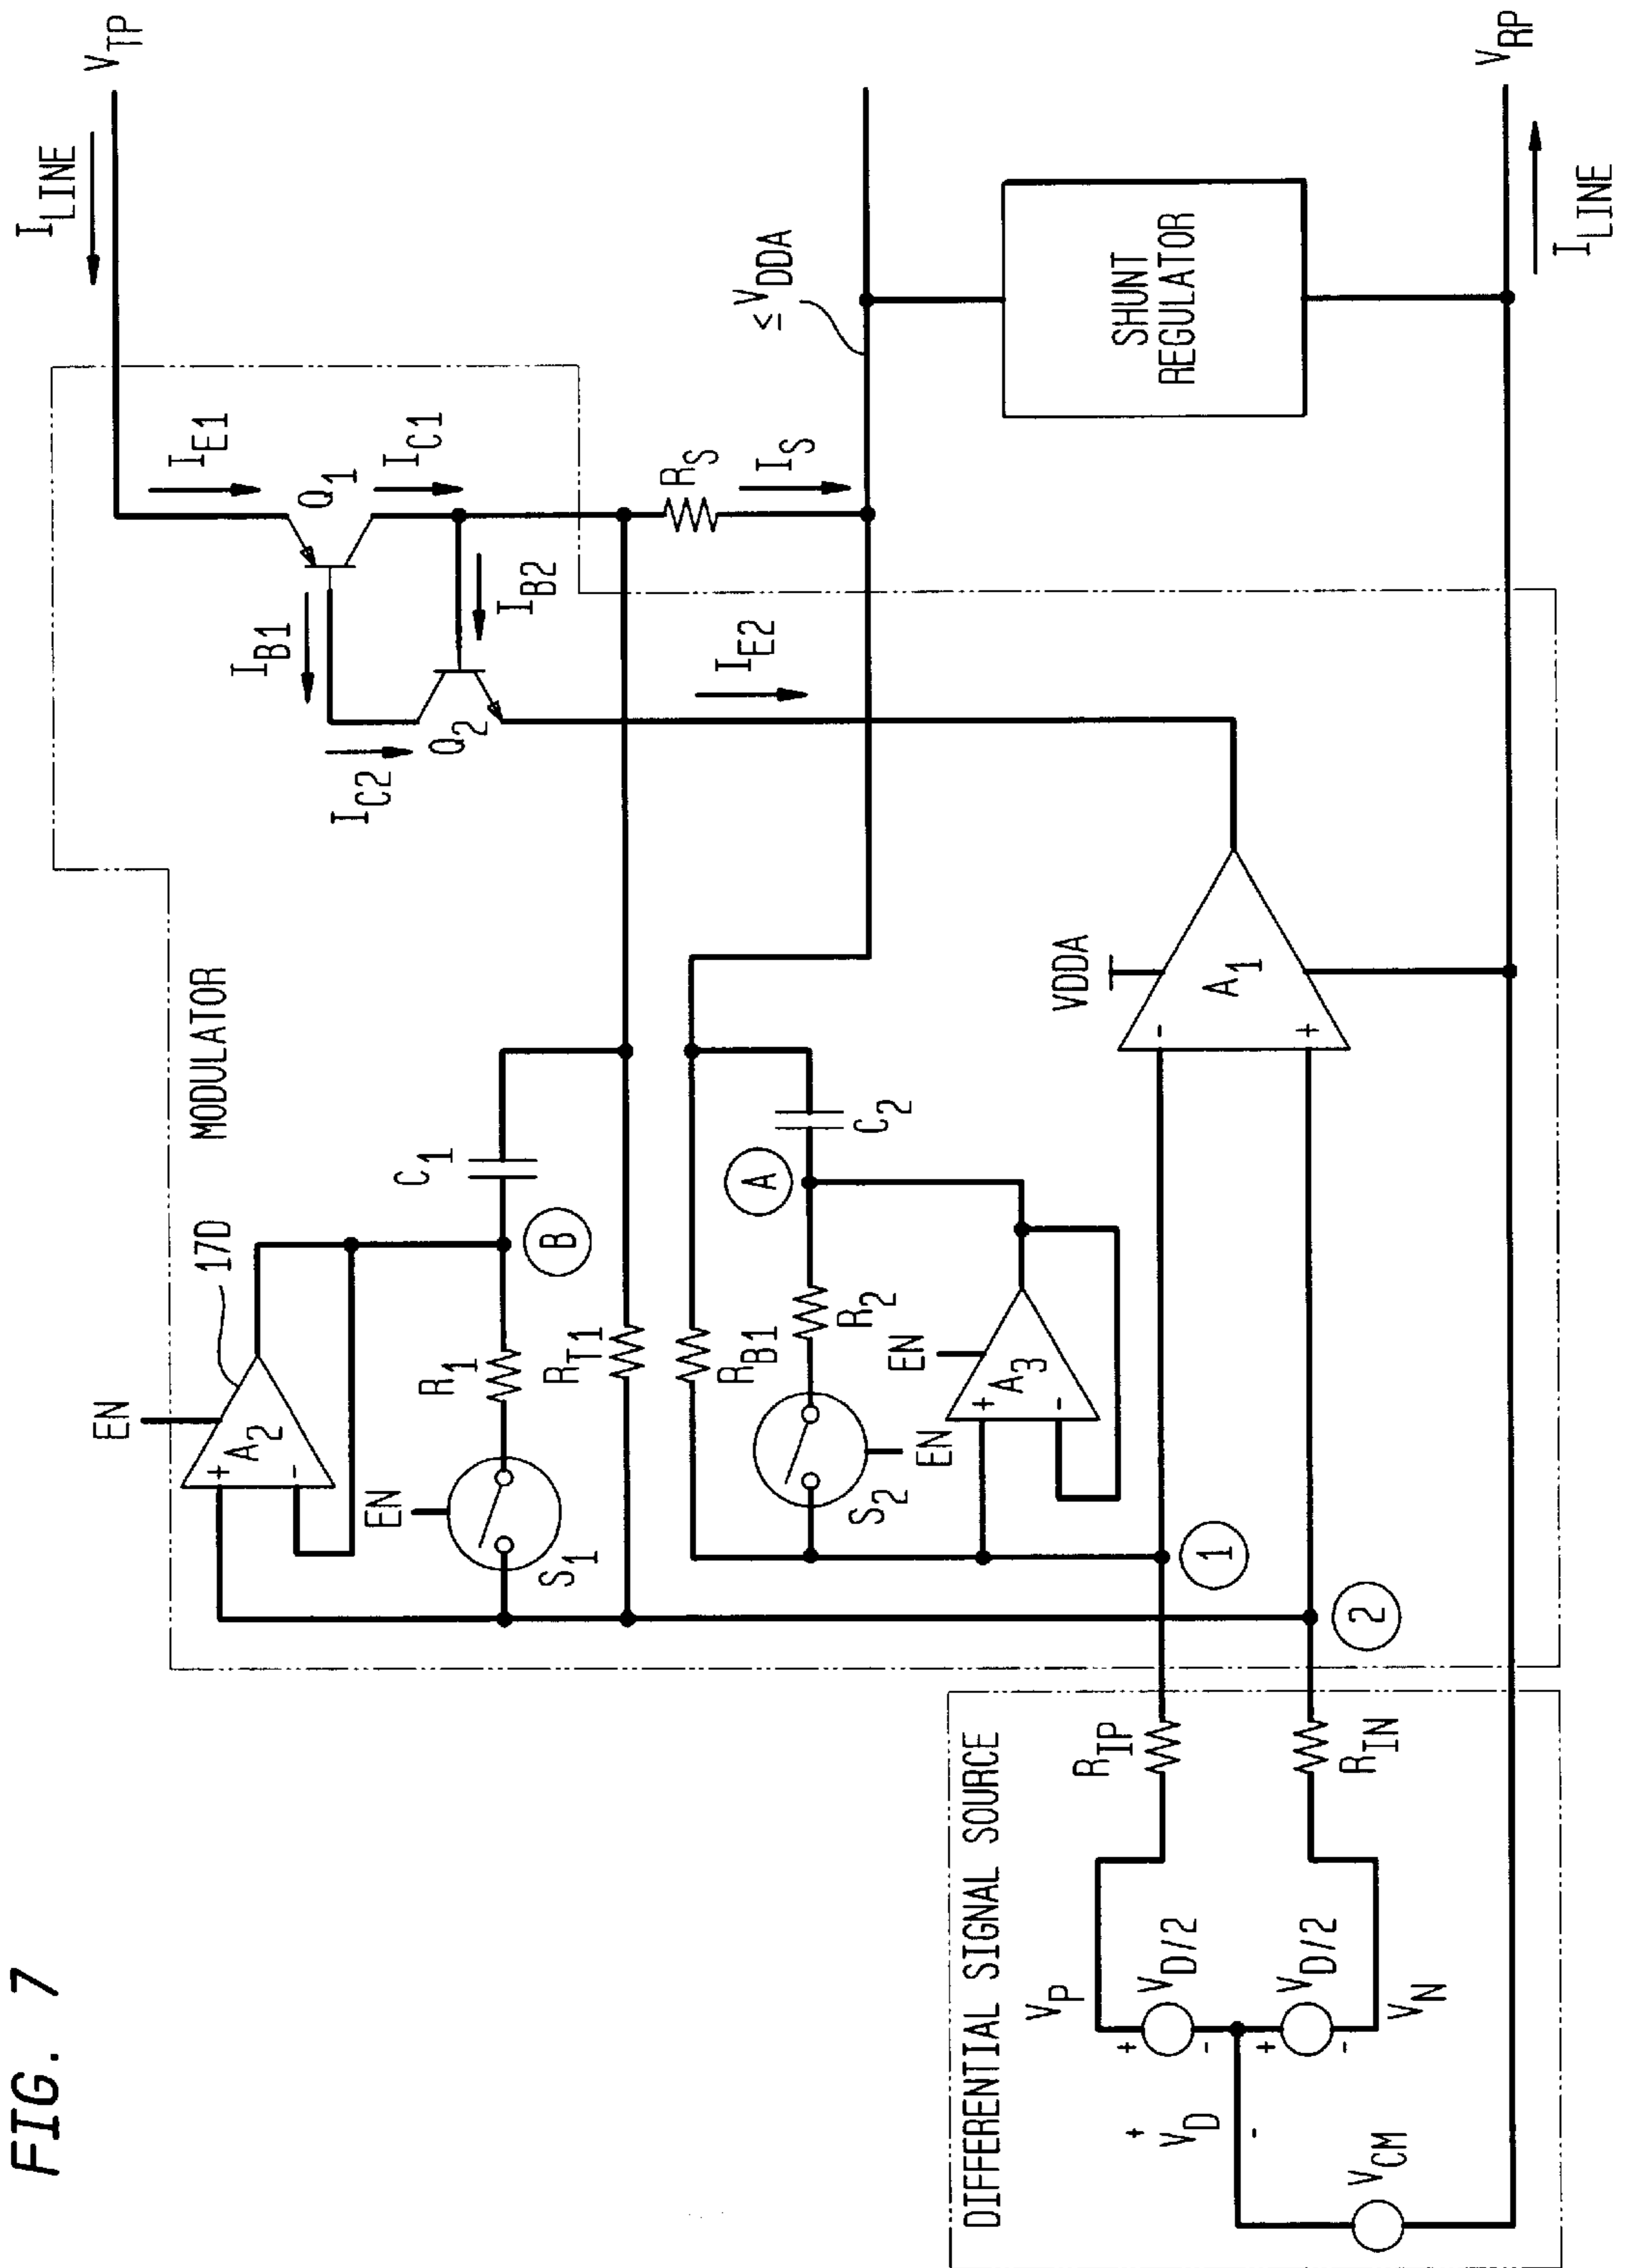 FIG. 7
DIFFERENTIAL SIGNAL SOURCE
V_CM
+
V_D
-
V_P
+
V_D/2
-
+
V_D/2
-
V_N
R_IP
R_IN
MODULATOR
EN
A_2
+
-
17D
EN
S_1
R_1
B
C_1
R_T1
R_B1
EN
S_2
R_2
A
C_2
EN
A_3
+
-
1
2
VDDA
A_1
-
+
I_C2
Q_2
I_B1
I_B2
I_E2
Q_1
I_E1
I_C1
R_S
I_S
≤V_DDA
SHUNT
REGULATOR
I_LINE
V_TP
I_LINE
V_RP